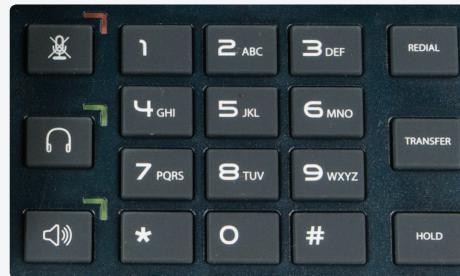 1 2 ABC 3 DEF REDIAL
4 GHI 5 JKL 6 MNO
TRANSFER
7 PQRS 8 TUV 9 WXYZ
* 0 # HOLD